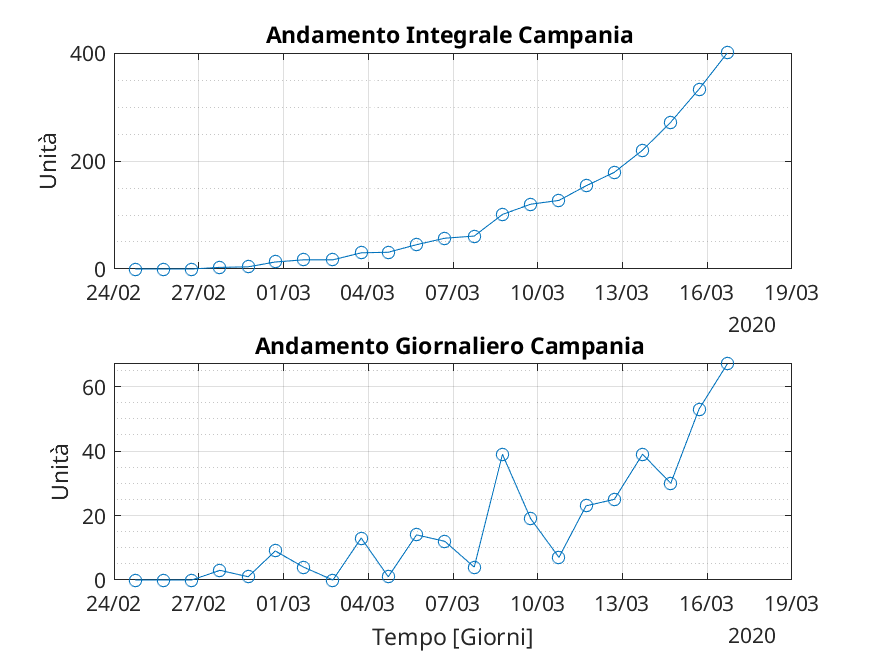 Andamento Integrale Campania
400
200
0
Unità
24/02 27/02 01/03 04/03 07/03 10/03 13/03 16/03 19/03
2020
Andamento Giornaliero Campania
60
40
20
0
Unità
24/02 27/02 01/03 04/03 07/03 10/03 13/03 16/03 19/03
Tempo [Giorni]
2020